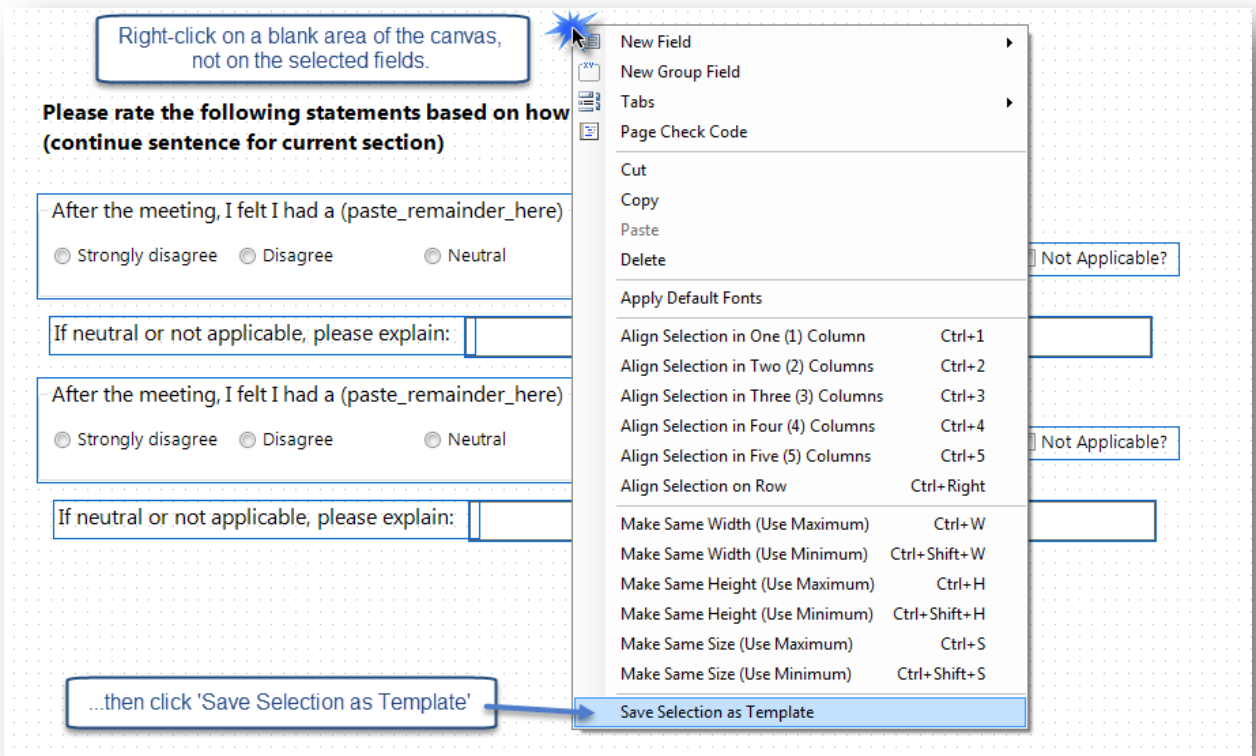 Right-click on a blank area of the canvas,
not on the selected fields.
Please rate the following statements based on how
(continue sentence for current section)
After the meeting, I felt I had a (paste_remainder_here)
Strongly disagree Disagree Neutral
Not Applicable?
If neutral or not applicable, please explain:
After the meeting, I felt I had a (paste_remainder_here)
Strongly disagree Disagree Neutral
Not Applicable?
If neutral or not applicable, please explain:
...then click 'Save Selection as Template'
New Field
New Group Field
Tabs
Page Check Code
Cut
Copy
Paste
Delete
Apply Default Fonts
Align Selection in One (1) Column Ctrl+1
Align Selection in Two (2) Columns Ctrl+2
Align Selection in Three (3) Columns Ctrl+3
Align Selection in Four (4) Columns Ctrl+4
Align Selection in Five (5) Columns Ctrl+5
Align Selection on Row Ctrl+Right
Make Same Width (Use Maximum) Ctrl+W
Make Same Width (Use Minimum) Ctrl+Shift+W
Make Same Height (Use Maximum) Ctrl+H
Make Same Height (Use Minimum) Ctrl+Shift+H
Make Same Size (Use Maximum) Ctrl+S
Make Same Size (Use Minimum) Ctrl+Shift+S
Save Selection as Template